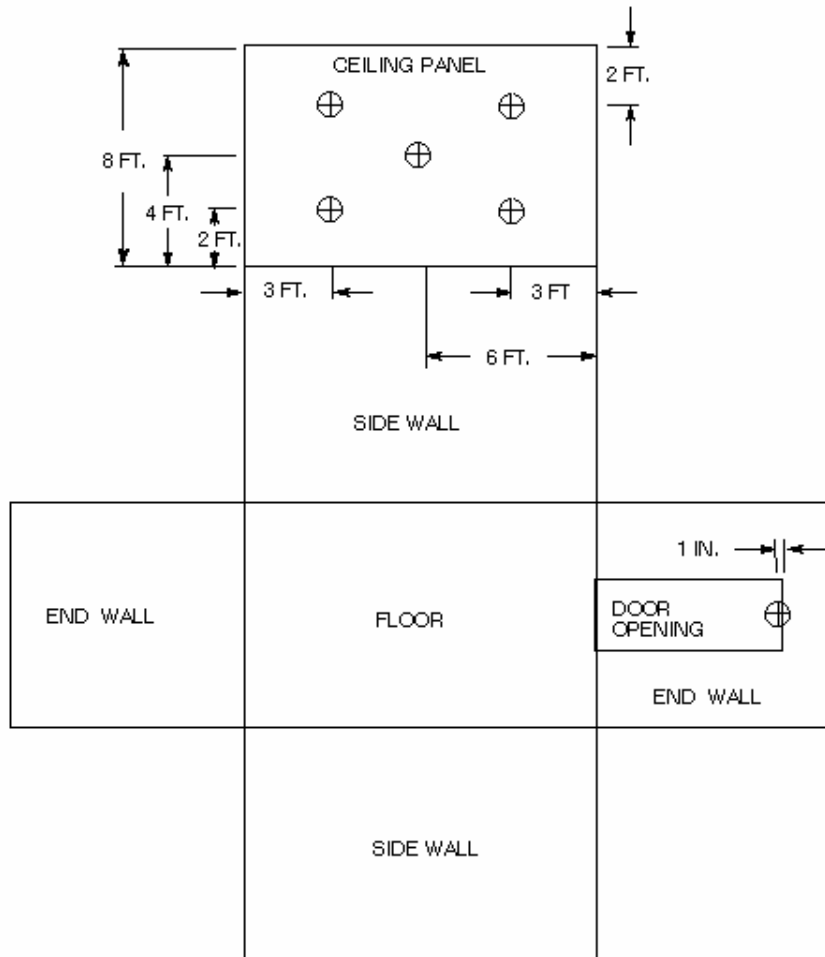 CEILING PANEL
2 FT.
8 FT.
4 FT.
2 FT.
3 FT.
3 FT
6 FT.
SIDE WALL
1 IN.
END WALL
FLOOR
DOOR
OPENING
END WALL
SIDE WALL